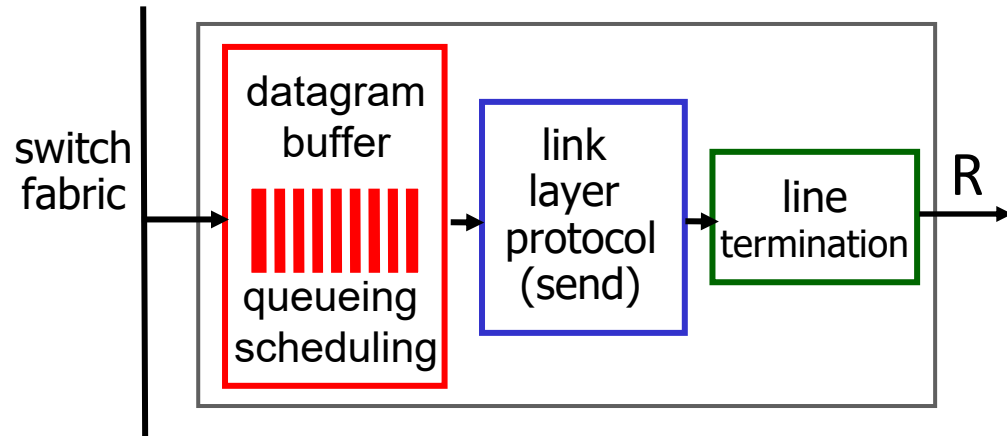 switch
fabric
datagram
buffer
queueing
scheduling
link
layer
protocol
(send)
line
termination
R